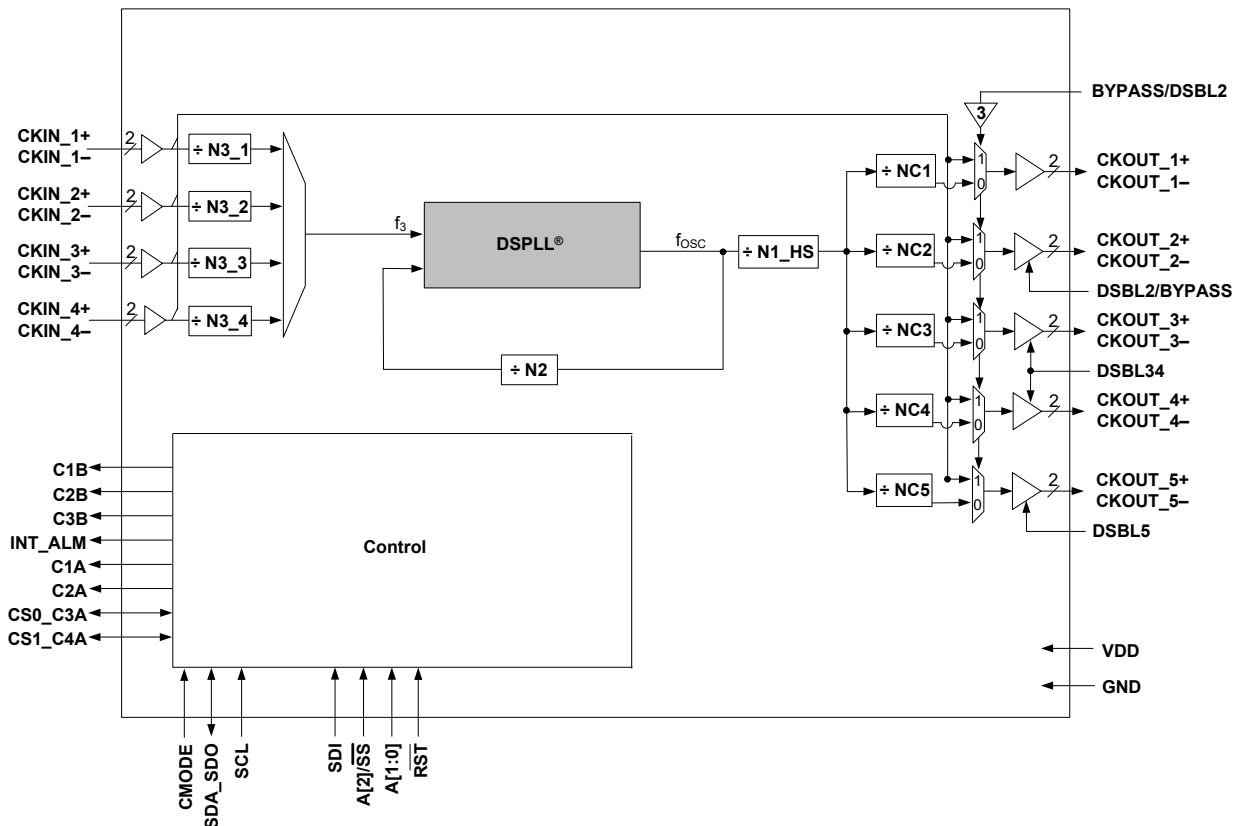 BYPASS/DSBL2
3
CKIN_1+
CKIN_1–
2
÷ N3_1
CKIN_2+
CKIN_2–
2
÷ N3_2
CKIN_3+
CKIN_3–
2
÷ N3_3
CKIN_4+
CKIN_4–
2
÷ N3_4
f3
DSPLL®
fOSC
÷ N1_HS
÷ N2
÷ NC1
1
0
2
CKOUT_1+
CKOUT_1–
÷ NC2
1
0
2
CKOUT_2+
CKOUT_2–
DSBL2/BYPASS
÷ NC3
1
0
2
CKOUT_3+
CKOUT_3–
DSBL34
÷ NC4
1
0
2
CKOUT_4+
CKOUT_4–
÷ NC5
1
0
2
CKOUT_5+
CKOUT_5–
DSBL5
C1B
C2B
C3B
INT_ALM
C1A
C2A
CS0_C3A
CS1_C4A
Control
VDD
GND
CMODE
SDA_SDO
SCL
SDI
A[2]/S̅S̅
A[1:0]
R̅S̅T̅